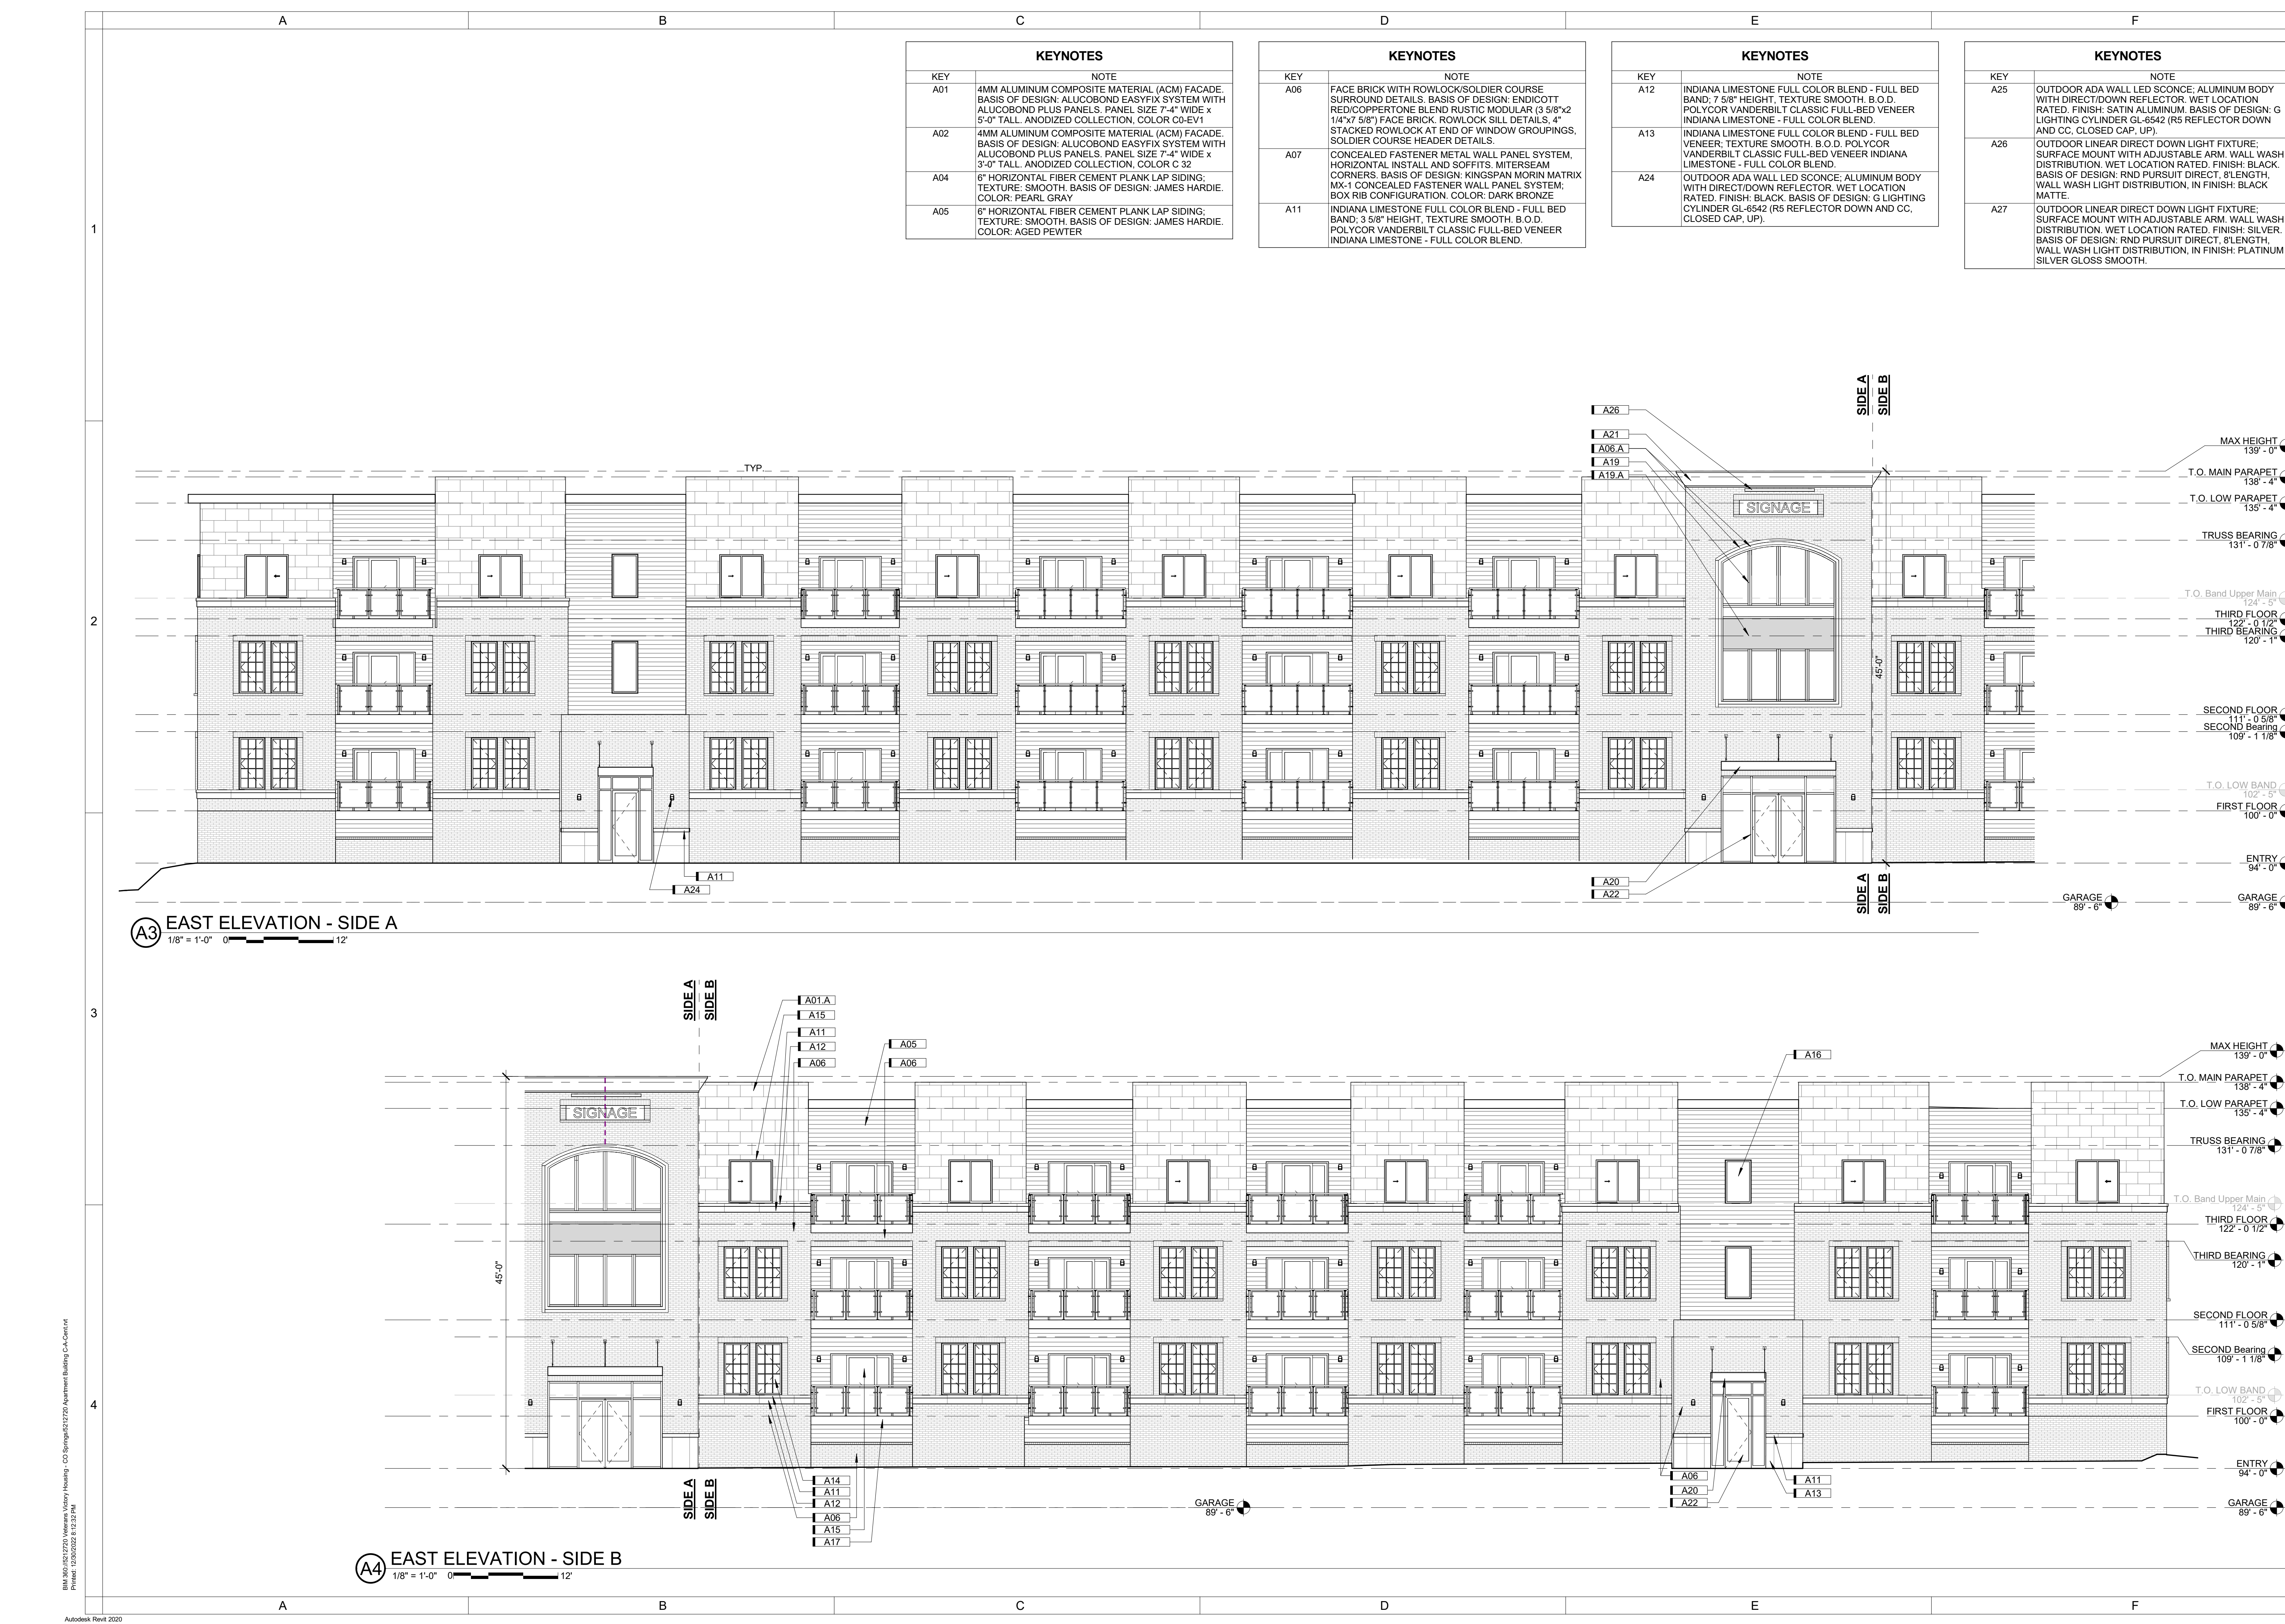 A
B
C
D
E
F
KEYNOTES
KEY NOTE
A01 4MM ALUMINUM COMPOSITE MATERIAL (ACM) FACADE.
BASIS OF DESIGN: ALUCOBOND EASYFIX SYSTEM WITH
ALUCOBOND PLUS PANELS. PANEL SIZE 7'-4" WIDE x
5'-0" TALL. ANODIZED COLLECTION, COLOR C0-EV1
A02 4MM ALUMINUM COMPOSITE MATERIAL (ACM) FACADE.
BASIS OF DESIGN: ALUCOBOND EASYFIX SYSTEM WITH
ALUCOBOND PLUS PANELS. PANEL SIZE 7'-4" WIDE x
3'-0" TALL. ANODIZED COLLECTION, COLOR C 32
A04 6" HORIZONTAL FIBER CEMENT PLANK LAP SIDING;
TEXTURE: SMOOTH. BASIS OF DESIGN: JAMES HARDIE.
COLOR: PEARL GRAY
A05 6" HORIZONTAL FIBER CEMENT PLANK LAP SIDING;
TEXTURE: SMOOTH. BASIS OF DESIGN: JAMES HARDIE.
COLOR: AGED PEWTER
KEYNOTES
KEY NOTE
A06 FACE BRICK WITH ROWLOCK/SOLDIER COURSE
SURROUND DETAILS. BASIS OF DESIGN: ENDICOTT
RED/COPPERTONE BLEND RUSTIC MODULAR (3 5/8"x2
1/4"x7 5/8") FACE BRICK. ROWLOCK SILL DETAILS, 4"
STACKED ROWLOCK AT END OF WINDOW GROUPINGS,
SOLDIER COURSE HEADER DETAILS.
A07 CONCEALED FASTENER METAL WALL PANEL SYSTEM,
HORIZONTAL INSTALL AND SOFFITS. MITERSEAM
CORNERS. BASIS OF DESIGN: KINGSPAN MORIN MATRIX
MX-1 CONCEALED FASTENER WALL PANEL SYSTEM;
BOX RIB CONFIGURATION. COLOR: DARK BRONZE
A11 INDIANA LIMESTONE FULL COLOR BLEND - FULL BED
BAND; 3 5/8" HEIGHT, TEXTURE SMOOTH. B.O.D.
POLYCOR VANDERBILT CLASSIC FULL-BED VENEER
INDIANA LIMESTONE - FULL COLOR BLEND.
KEYNOTES
KEY NOTE
A12 INDIANA LIMESTONE FULL COLOR BLEND - FULL BED
BAND; 7 5/8" HEIGHT, TEXTURE SMOOTH. B.O.D.
POLYCOR VANDERBILT CLASSIC FULL-BED VENEER
INDIANA LIMESTONE - FULL COLOR BLEND.
A13 INDIANA LIMESTONE FULL COLOR BLEND - FULL BED
VENEER; TEXTURE SMOOTH. B.O.D. POLYCOR
VANDERBILT CLASSIC FULL-BED VENEER INDIANA
LIMESTONE - FULL COLOR BLEND.
A24 OUTDOOR ADA WALL LED SCONCE; ALUMINUM BODY
WITH DIRECT/DOWN REFLECTOR. WET LOCATION
RATED. FINISH: BLACK. BASIS OF DESIGN: G LIGHTING
CYLINDER GL-6542 (R5 REFLECTOR DOWN AND CC,
CLOSED CAP, UP).
KEYNOTES
KEY NOTE
A25 OUTDOOR ADA WALL LED SCONCE; ALUMINUM BODY
WITH DIRECT/DOWN REFLECTOR. WET LOCATION
RATED. FINISH: SATIN ALUMINUM. BASIS OF DESIGN: G
LIGHTING CYLINDER GL-6542 (R5 REFLECTOR DOWN
AND CC, CLOSED CAP, UP).
A26 OUTDOOR LINEAR DIRECT DOWN LIGHT FIXTURE;
SURFACE MOUNT WITH ADJUSTABLE ARM. WALL WASH
DISTRIBUTION. WET LOCATION RATED. FINISH: BLACK.
BASIS OF DESIGN: RND PURSUIT DIRECT, 8'LENGTH,
WALL WASH LIGHT DISTRIBUTION, IN FINISH: BLACK
MATTE.
A27 OUTDOOR LINEAR DIRECT DOWN LIGHT FIXTURE;
SURFACE MOUNT WITH ADJUSTABLE ARM. WALL WASH
DISTRIBUTION. WET LOCATION RATED. FINISH: SILVER.
BASIS OF DESIGN: RND PURSUIT DIRECT, 8'LENGTH,
WALL WASH LIGHT DISTRIBUTION, IN FINISH: PLATINUM
SILVER GLOSS SMOOTH.
1
2
3
4
SIDE A
SIDE B
A26
A21
A06.A
A19
A19.A
TYP.
SIGNAGE
45'-0"
MAX HEIGHT
139' - 0"
T.O. MAIN PARAPET
138' - 4"
T.O. LOW PARAPET
135' - 4"
TRUSS BEARING
131' - 0 7/8"
T.O. Band Upper Main
124' - 5"
THIRD FLOOR
122' - 0 1/2"
THIRD BEARING
120' - 1"
SECOND FLOOR
111' - 0 5/8"
SECOND Bearing
109' - 1 1/8"
T.O. LOW BAND
102' - 5"
FIRST FLOOR
100' - 0"
ENTRY
94' - 0"
GARAGE
89' - 6"
GARAGE
89' - 6"
A11
A24
A20
A22
SIDE A
SIDE B
A3
EAST ELEVATION - SIDE A
1/8" = 1'-0" 0 12'
SIDE A
SIDE B
A01.A
A15
A11
A12
A06
A05
A06
A16
SIGNAGE
45'-0"
MAX HEIGHT
139' - 0"
T.O. MAIN PARAPET
138' - 4"
T.O. LOW PARAPET
135' - 4"
TRUSS BEARING
131' - 0 7/8"
T.O. Band Upper Main
124' - 5"
THIRD FLOOR
122' - 0 1/2"
THIRD BEARING
120' - 1"
SECOND FLOOR
111' - 0 5/8"
SECOND Bearing
109' - 1 1/8"
T.O. LOW BAND
102' - 5"
FIRST FLOOR
100' - 0"
ENTRY
94' - 0"
GARAGE
89' - 6"
A14
A11
A12
A06
A15
A17
GARAGE
89' - 6"
A06
A20
A22
A11
A13
SIDE A
SIDE B
A4
EAST ELEVATION - SIDE B
1/8" = 1'-0" 0 12'
BIM 360://5212720 Veterans Victory Housing - CO Springs/5212720 Apartment Building C-A-Cent.rvt
Printed: 12/30/2022 8:12:32 PM
A
B
C
D
E
F
Autodesk Revit 2020